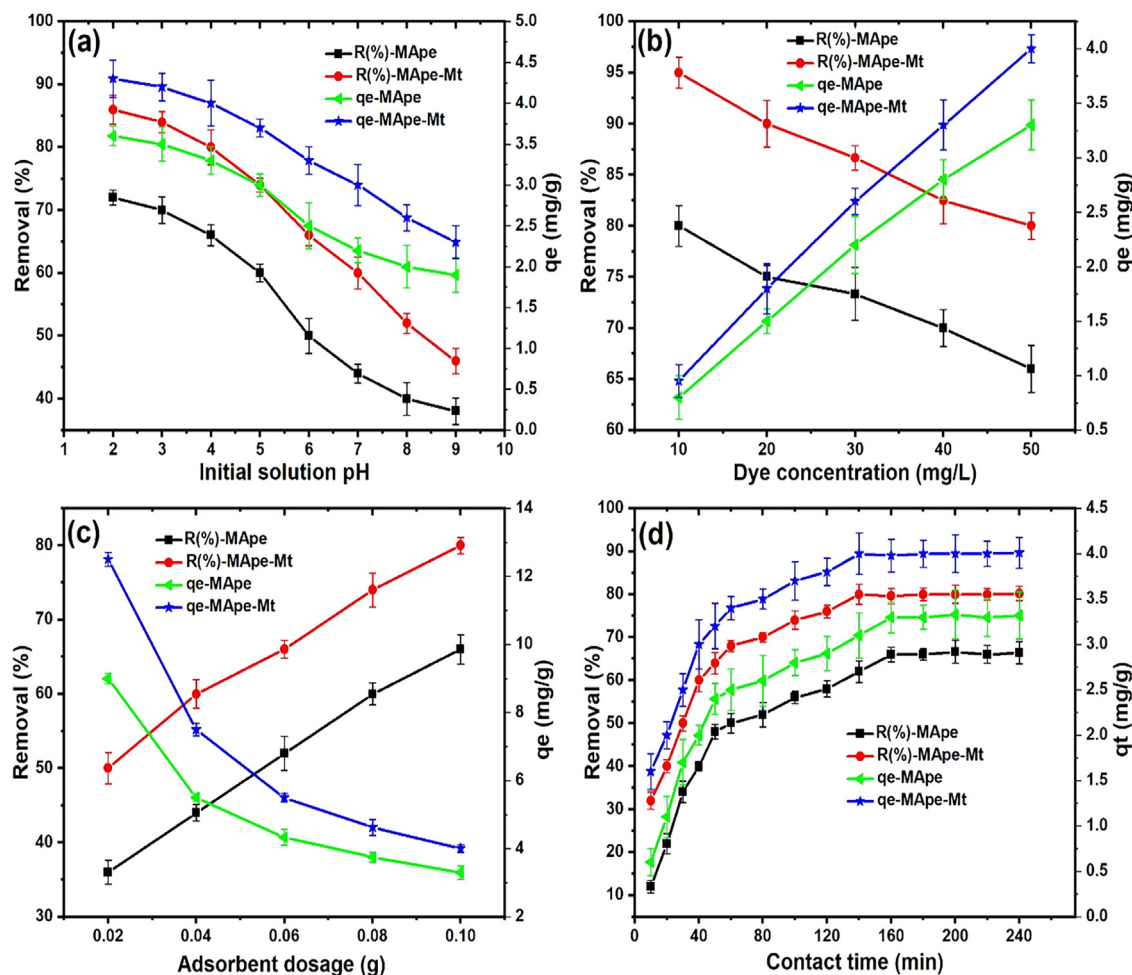 (a)
R(%)-MApe
R(%)-MApe-Mt
qe-MApe
qe-MApe-Mt
Removal (%)
100
90
80
70
60
50
40
qe (mg/g)
5.0
4.5
4.0
3.5
3.0
2.5
2.0
1.5
1.0
0.5
0.0
1 2 3 4 5 6 7 8 9 10
Initial solution pH
(b)
R(%)-MApe
R(%)-MApe-Mt
qe-MApe
qe-MApe-Mt
Removal (%)
100
95
90
85
80
75
70
65
60
qe (mg/g)
4.0
3.5
3.0
2.5
2.0
1.5
1.0
0.5
10 20 30 40 50
Dye concentration (mg/L)
(c)
R(%)-MApe
R(%)-MApe-Mt
qe-MApe
qe-MApe-Mt
Removal (%)
80
70
60
50
40
30
qe (mg/g)
14
12
10
8
6
4
2
0.02 0.04 0.06 0.08 0.10
Adsorbent dosage (g)
(d)
R(%)-MApe
R(%)-MApe-Mt
qe-MApe
qe-MApe-Mt
Removal (%)
100
90
80
70
60
50
40
30
20
10
qt (mg/g)
4.5
4.0
3.5
3.0
2.5
2.0
1.5
1.0
0.5
0.0
0 40 80 120 160 200 240
Contact time (min)